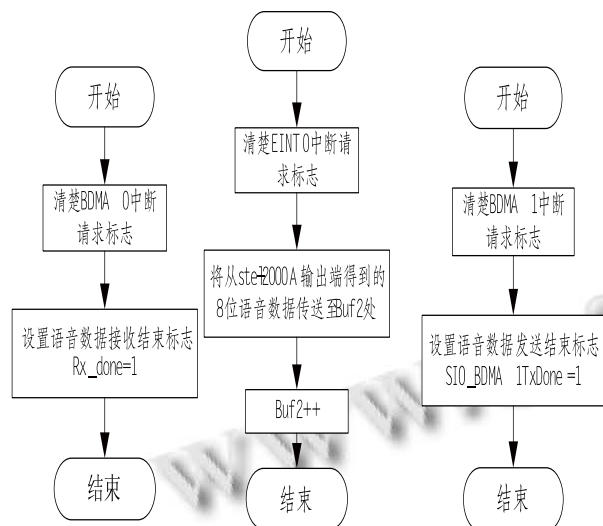 开始
清楚BDMA 0中断
请求标志
设置语音数据接收结束标志
Rx_done=1
结束
开始
清楚EINT0中断请
求标志
将从stel-2000A输出端得到的
8位语音数据传送至Buf2处
Buf2++
结束
开始
清楚BDMA 1中断
请求标志
设置语音数据发送结束标志
SIO_BDMA 1TxDone=1
结束